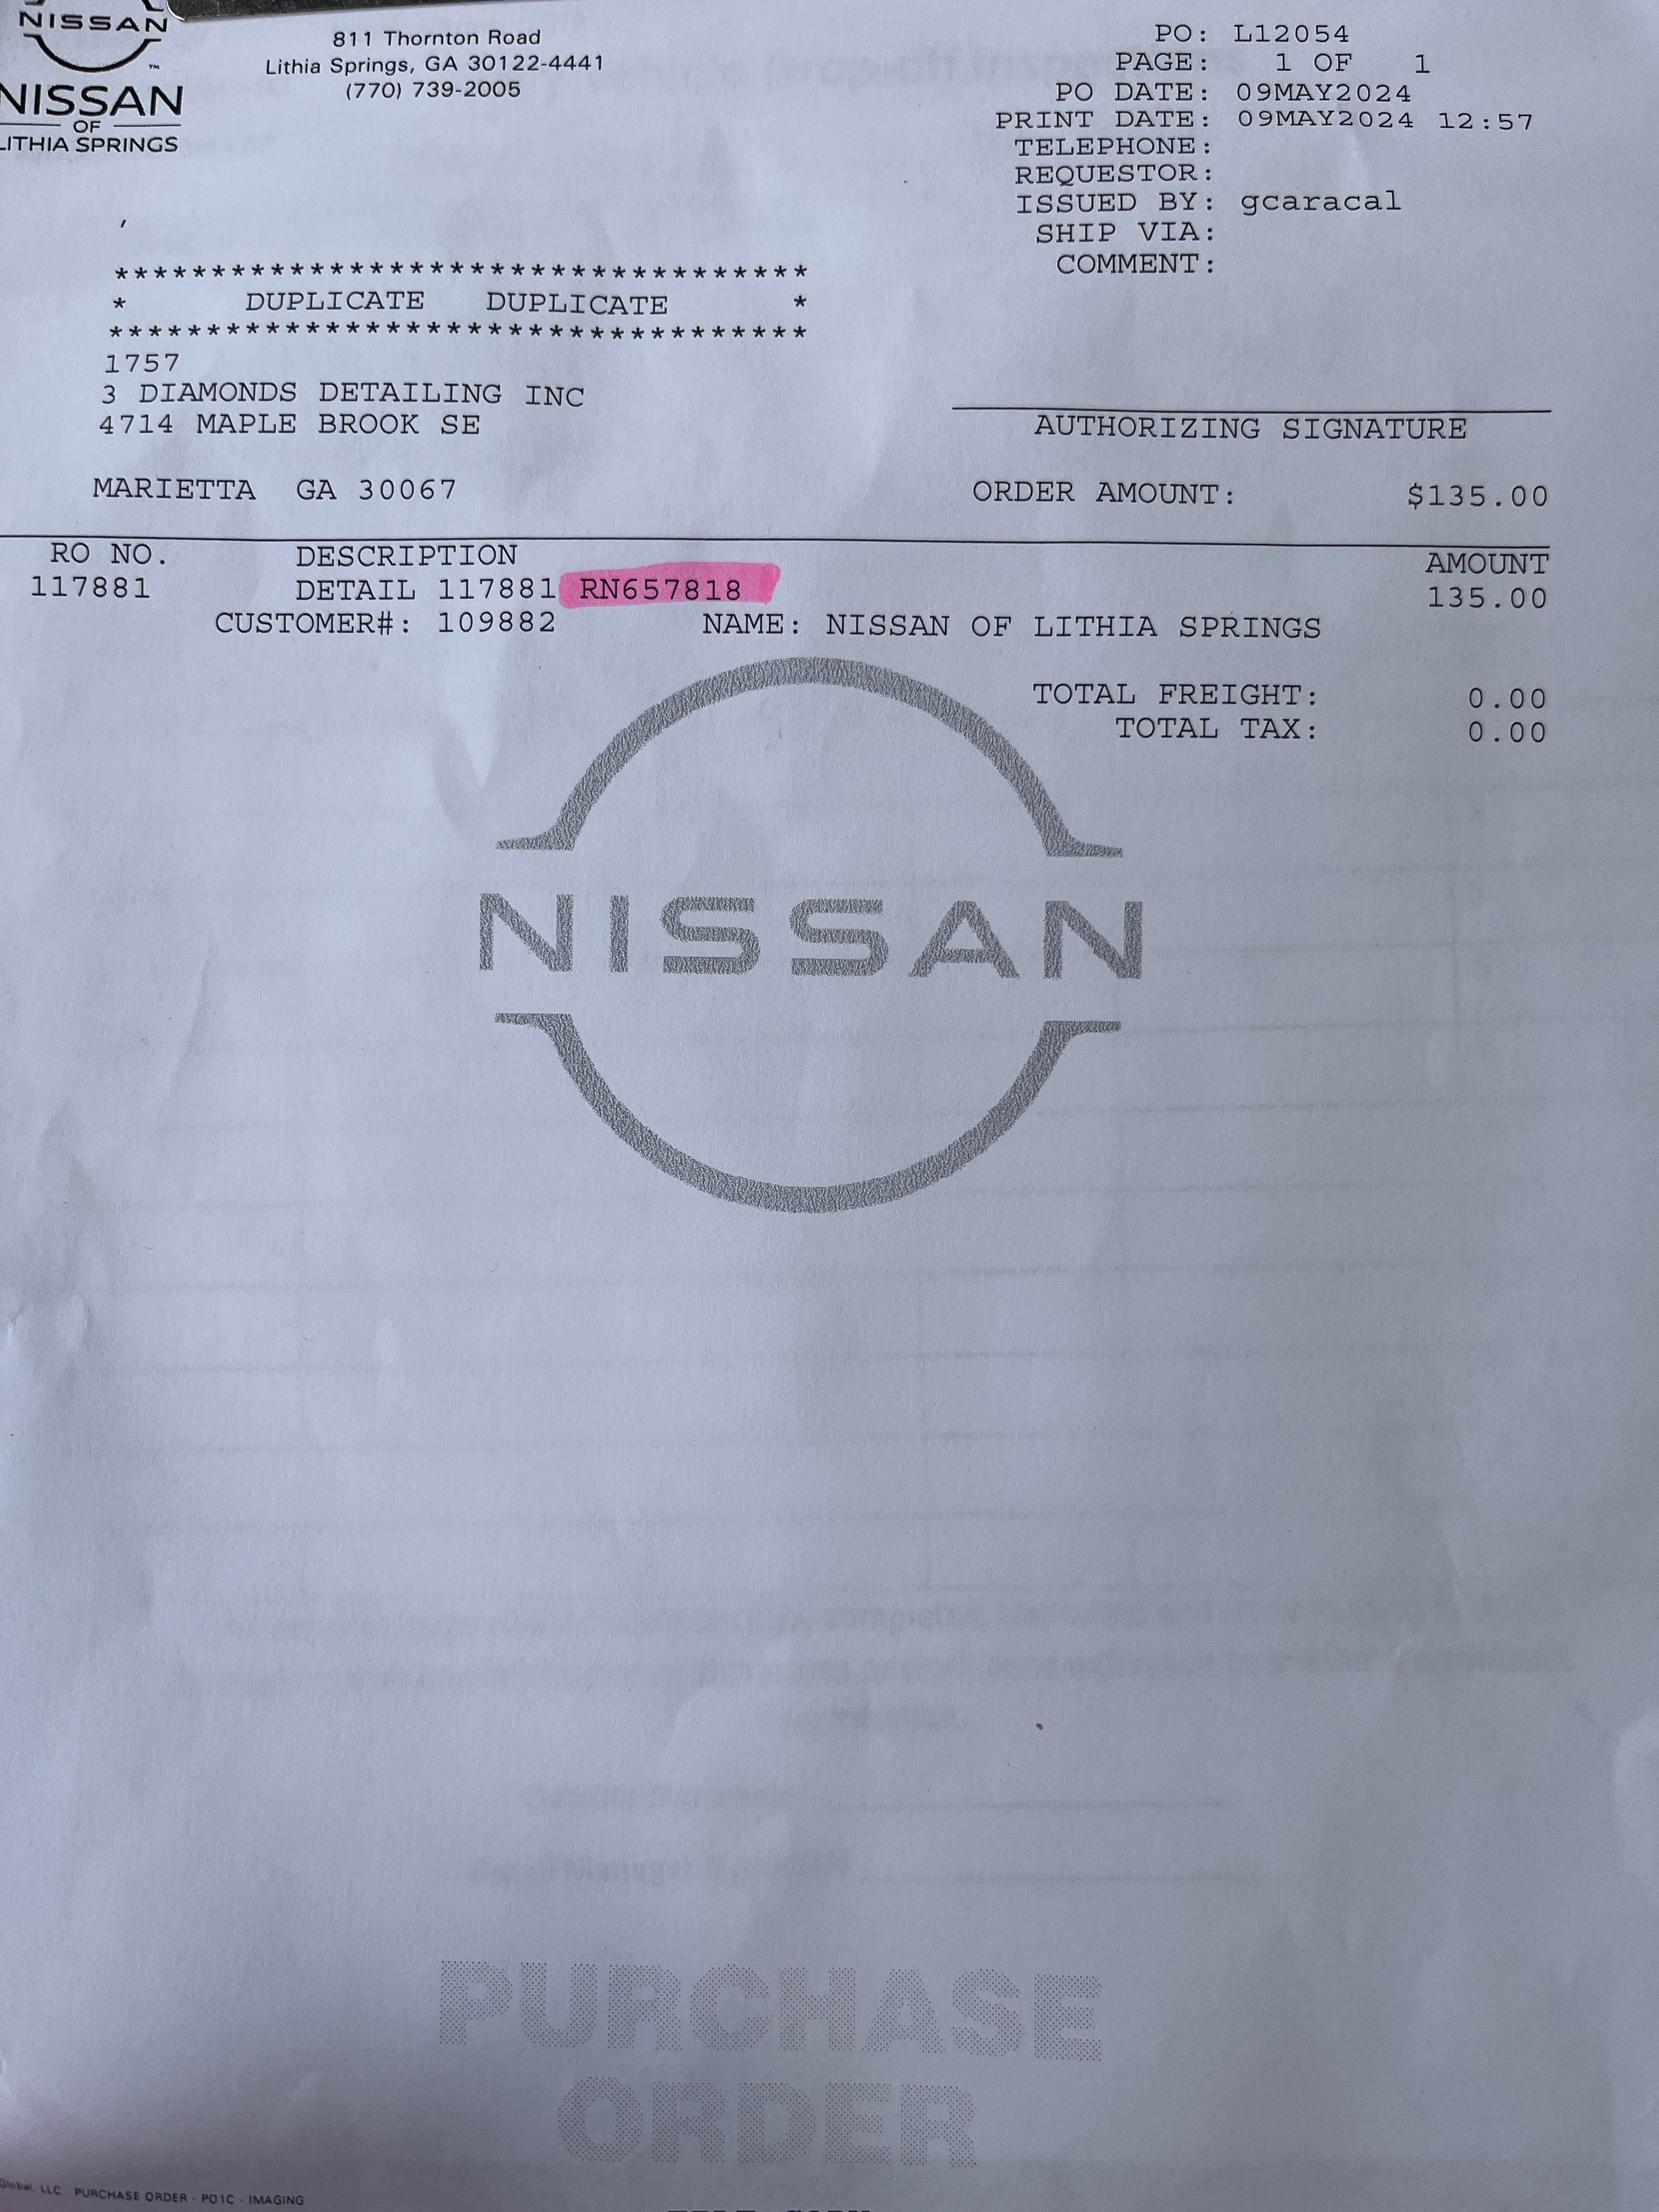 NISSAN
NISSAN
OF
LITHIA SPRINGS
811 Thornton Road
Lithia Springs, GA 30122-4441
(770) 739-2005
PO: L12054
PAGE: 1 OF 1
PO DATE: 09MAY2024
PRINT DATE: 09MAY2024 12:57
TELEPHONE:
REQUESTOR:
ISSUED BY: gcaracal
SHIP VIA:
COMMENT:
,
***********************************
* DUPLICATE DUPLICATE *
***********************************
1757
3 DIAMONDS DETAILING INC
4714 MAPLE BROOK SE
MARIETTA GA 30067
AUTHORIZING SIGNATURE
ORDER AMOUNT: $135.00
RO NO. DESCRIPTION AMOUNT
117881 DETAIL 117881 RN657818 135.00
CUSTOMER#: 109882 NAME: NISSAN OF LITHIA SPRINGS
TOTAL FREIGHT: 0.00
TOTAL TAX: 0.00
NISSAN
PURCHASE
ORDER
Global, LLC PURCHASE ORDER - PO1C - IMAGING